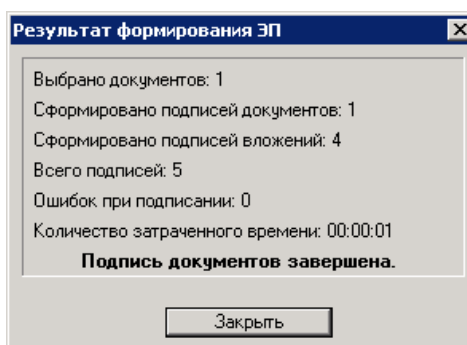 Результат формирования ЭП
Выбрано документов: 1
Сформировано подписей документов: 1
Сформировано подписей вложений: 4
Всего подписей: 5
Ошибок при подписании: 0
Количество затраченного времени: 00:00:01
Подпись документов завершена.
Закрыть